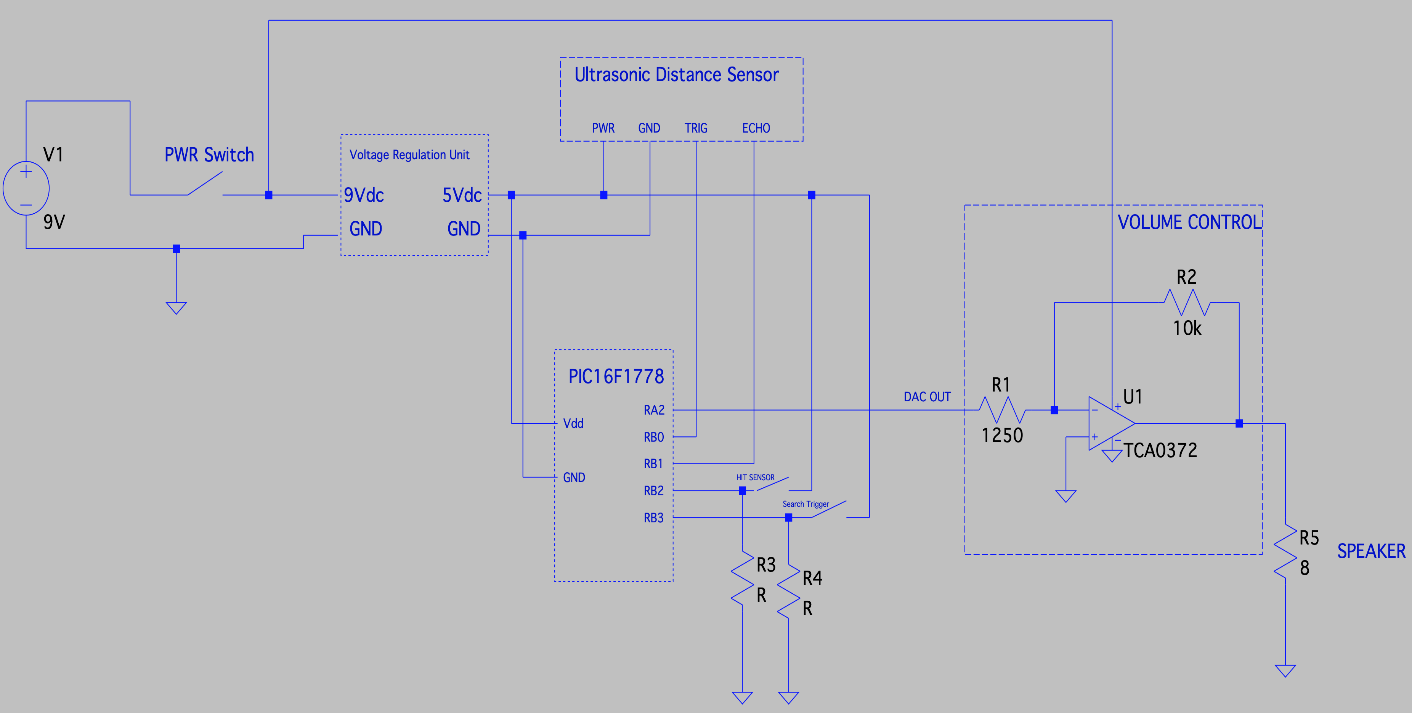 Ultrasonic Distance Sensor
PWR GND TRIG ECHO
V1
9V
+
−
PWR Switch
Voltage Regulation Unit
9Vdc 5Vdc
GND GND
VOLUME CONTROL
R2
10k
PIC16F1778
Vdd
GND
RA2
RB0
RB1
RB2
RB3
DAC OUT
R1
1250
U1
−
+
+
−
TCA0372
HIT SENSOR
Search Trigger
R3
R
R4
R
R5
8
SPEAKER